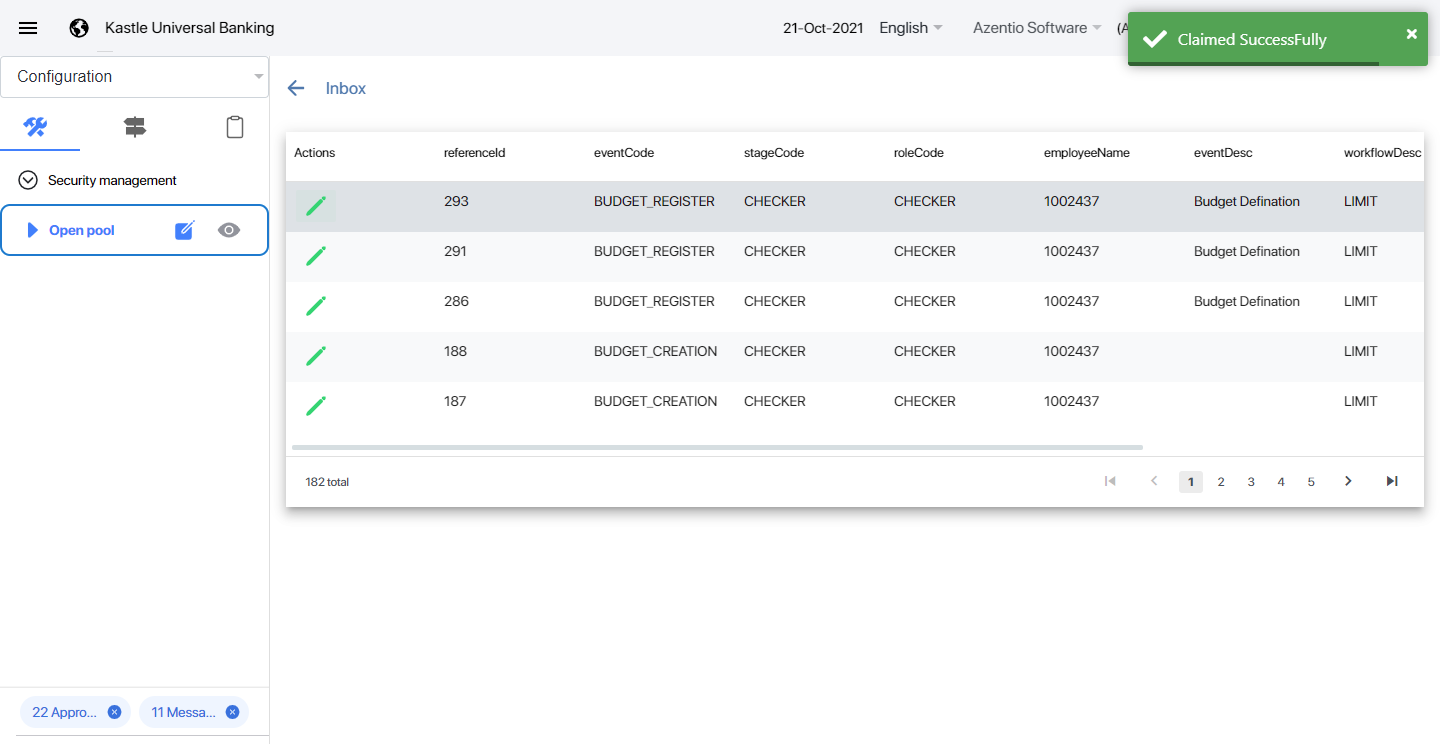 Kastle Universal Banking
21-Oct-2021 English Azentio Software (A
Claimed SuccessFully
Configuration
Inbox
Security management
Open pool
Actions referenceId eventCode stageCode roleCode employeeName eventDesc workflowDesc
293 BUDGET_REGISTER CHECKER CHECKER 1002437 Budget Defination LIMIT
291 BUDGET_REGISTER CHECKER CHECKER 1002437 Budget Defination LIMIT
286 BUDGET_REGISTER CHECKER CHECKER 1002437 Budget Defination LIMIT
188 BUDGET_CREATION CHECKER CHECKER 1002437 LIMIT
187 BUDGET_CREATION CHECKER CHECKER 1002437 LIMIT
182 total 1 2 3 4 5
22 Appro... 11 Messa...